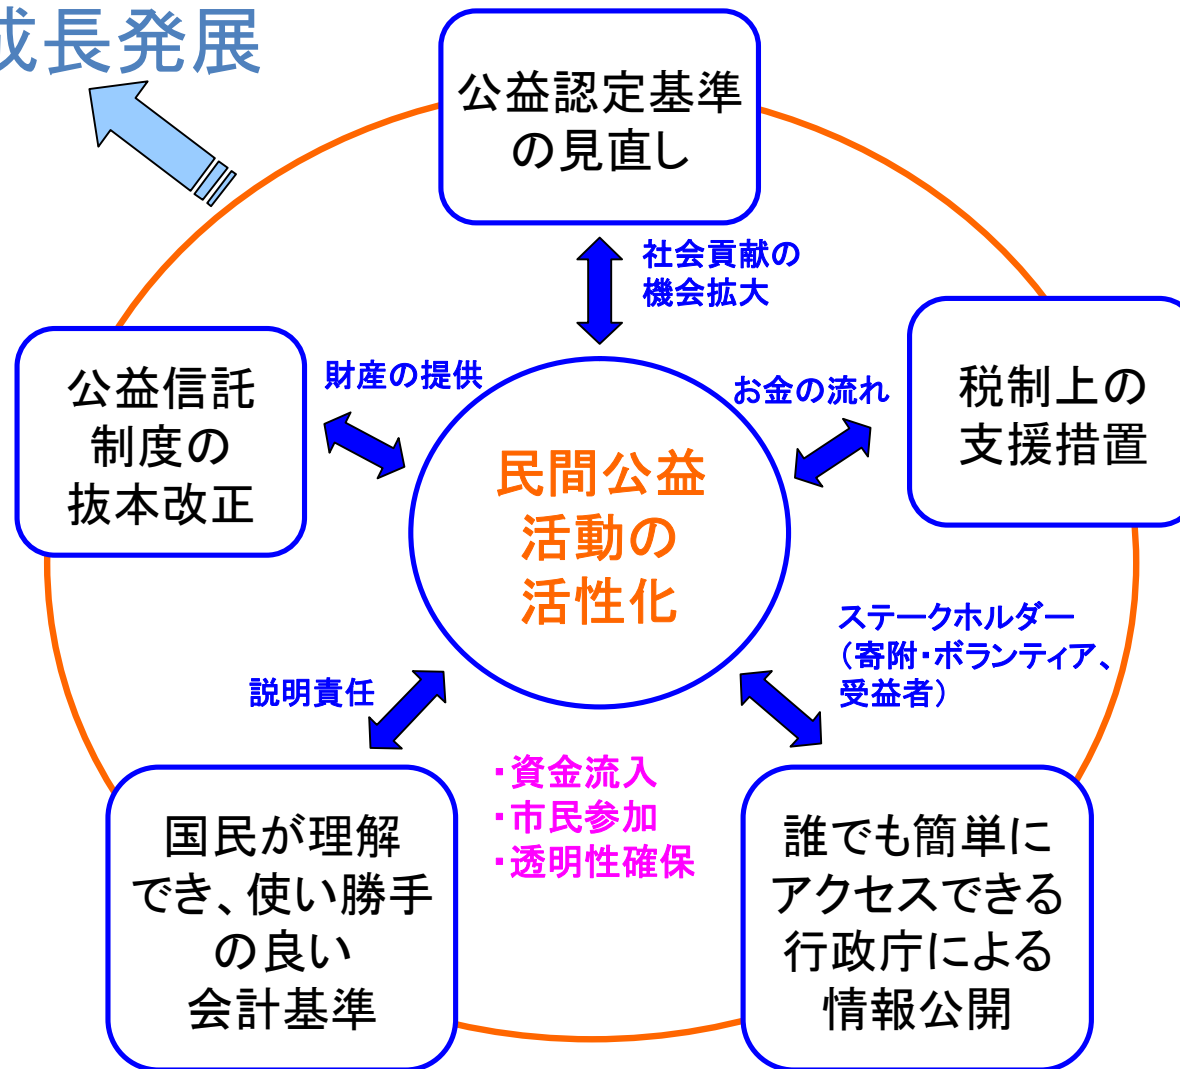 成長発展
公益認定基準
の見直し
社会貢献の
機会拡大
財産の提供
お金の流れ
公益信託
制度の
抜本改正
税制上の
支援措置
民間公益
活動の
活性化
ステークホルダー
（寄附・ボランティア、
受益者）
説明責任
・資金流入
・市民参加
・透明性確保
国民が理解
でき、使い勝手
の良い
会計基準
誰でも簡単に
アクセスできる
行政庁による
情報公開